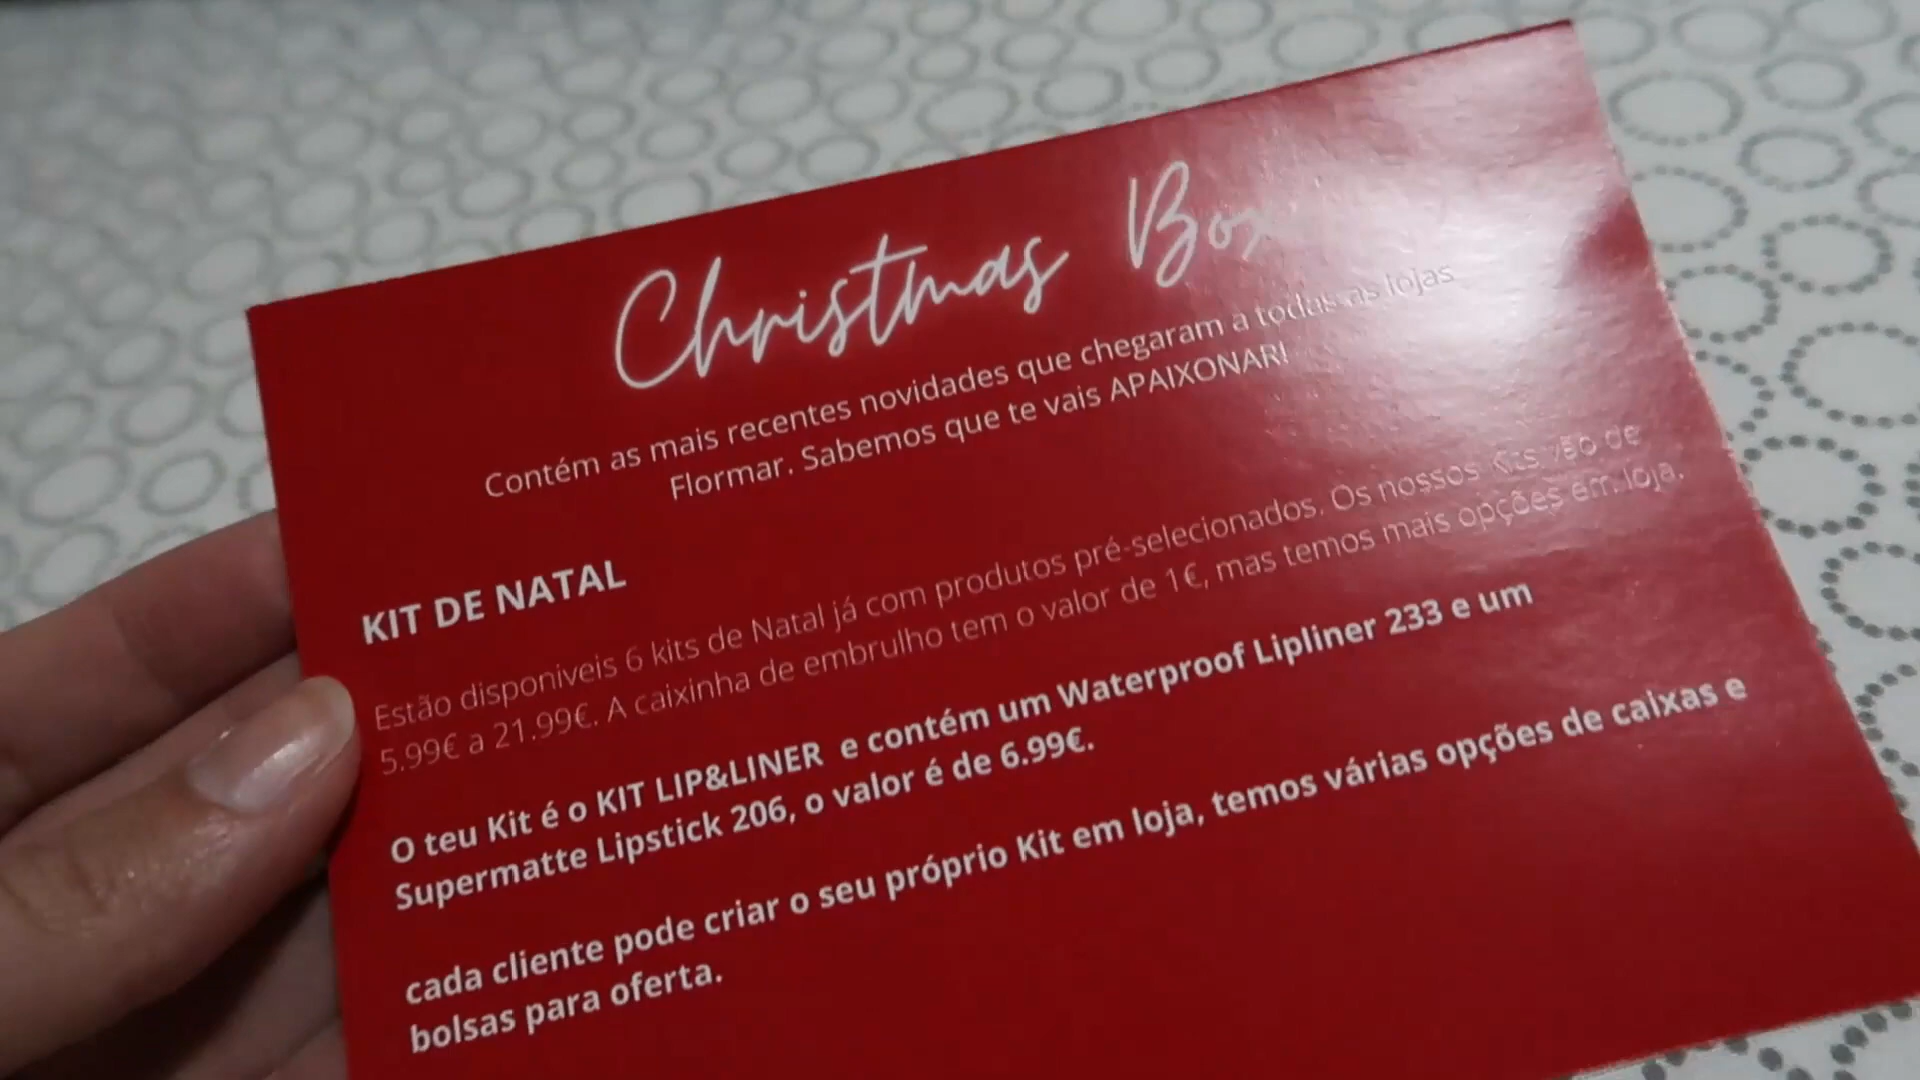 Christmas Box
Contém as mais recentes novidades que chegaram a todas as lojas
Flormar. Sabemos que te vais APAIXONAR!
KIT DE NATAL
Estão disponiveis 6 kits de Natal já com produtos pré-selecionados. Os nossos Kits vão de
5.99€ a 21.99€. A caixinha de embrulho tem o valor de 1€, mas temos mais opções em loja.
O teu Kit é o KIT LIP&LINER e contém um Waterproof Lipliner 233 e um
Supermatte Lipstick 206, o valor é de 6.99€.
cada cliente pode criar o seu próprio Kit em loja, temos várias opções de caixas e
bolsas para oferta.